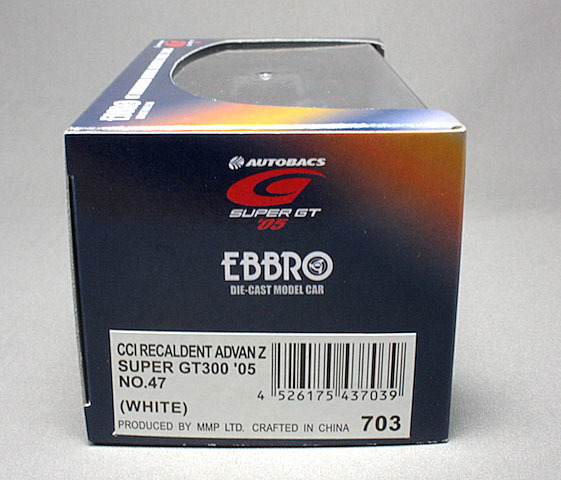 EBBRO
AUTOBACS
SUPER GT
'05
EBBRO
DIE-CAST MODEL CAR
CCI RECALDENT ADVAN Z
SUPER GT300 '05
NO.47
4 526175 437039
(WHITE)
PRODUCED BY MMP LTD. CRAFTED IN CHINA 703